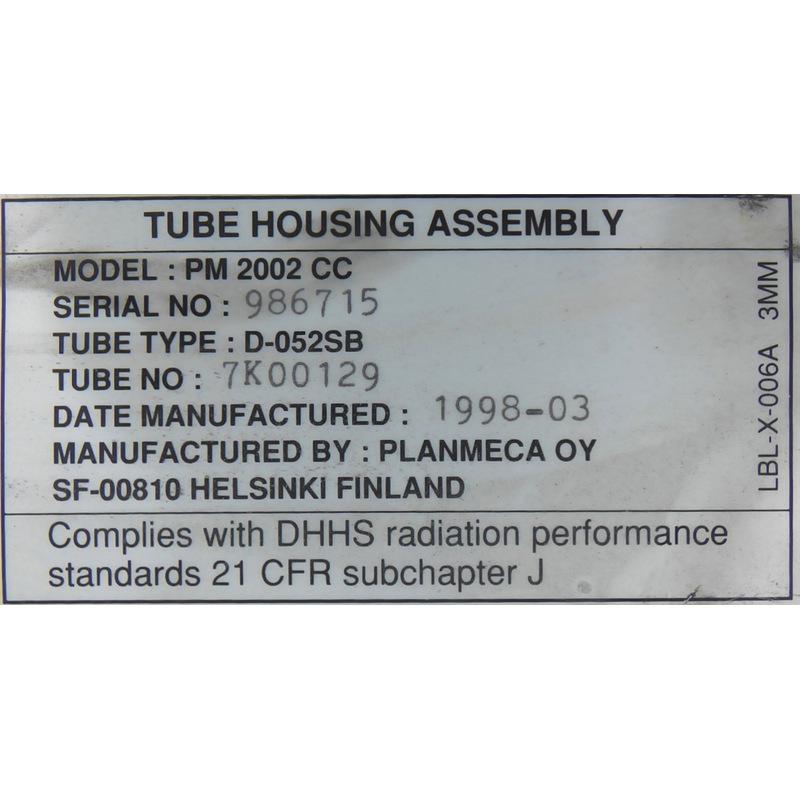 TUBE HOUSING ASSEMBLY
MODEL : PM 2002 CC
SERIAL NO : 986715
TUBE TYPE : D-052SB
TUBE NO : 7K00129
DATE MANUFACTURED : 1998-03
MANUFACTURED BY : PLANMECA OY
SF-00810 HELSINKI FINLAND
Complies with DHHS radiation performance
standards 21 CFR subchapter J
LBL-X-006A 3MM